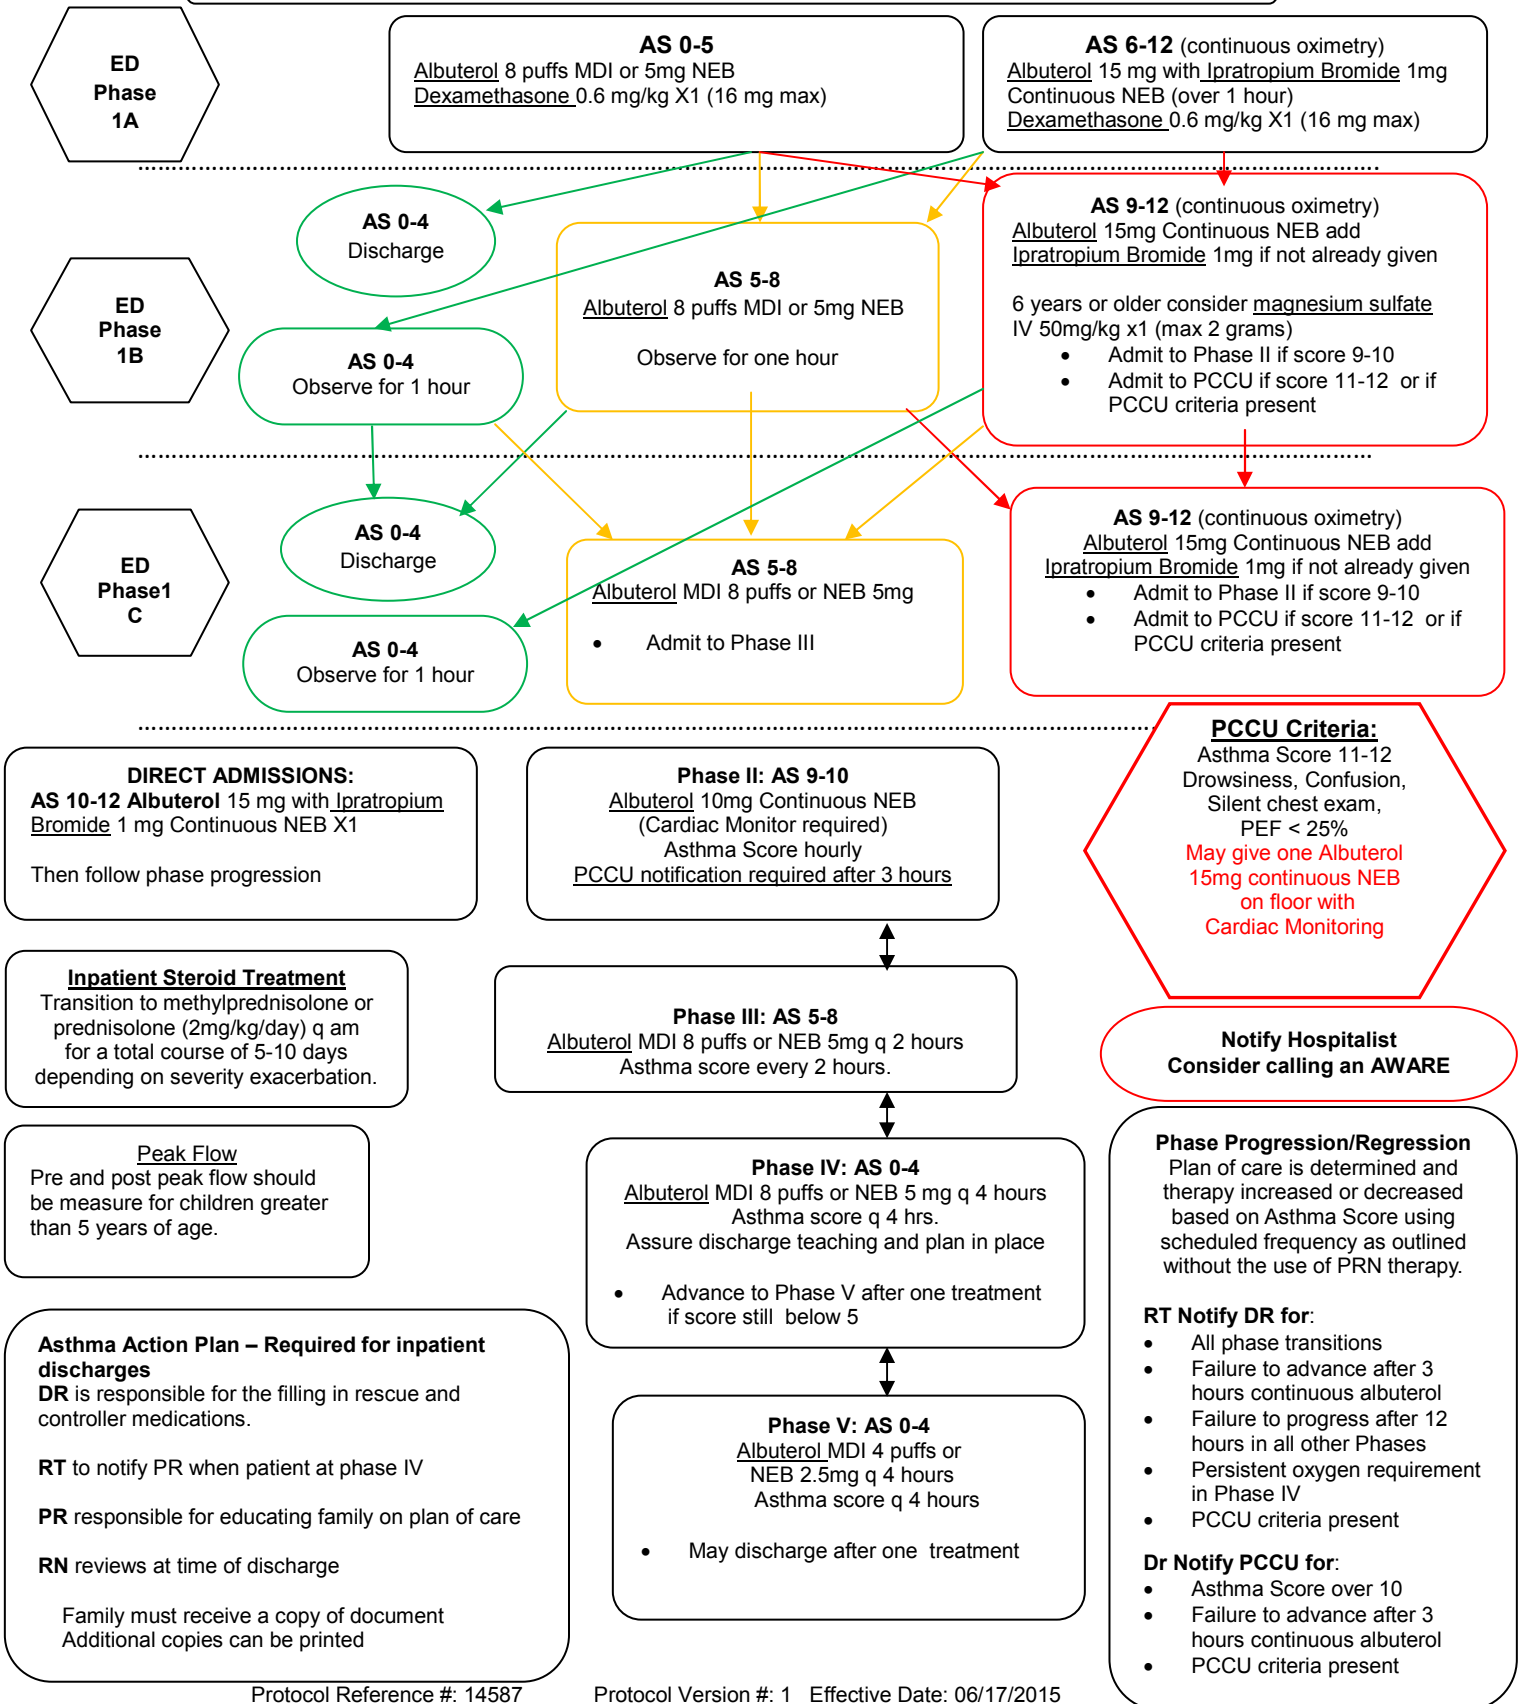 ED
Phase
1A
AS 0-5
Albuterol 8 puffs MDI or 5mg NEB
Dexamethasone 0.6 mg/kg X1 (16 mg max)
AS 6-12 (continuous oximetry)
Albuterol 15 mg with Ipratropium Bromide 1mg
Continuous NEB (over 1 hour)
Dexamethasone 0.6 mg/kg X1 (16 mg max)
ED
Phase
1B
AS 0-4
Discharge
AS 0-4
Observe for 1 hour
AS 5-8
Albuterol 8 puffs MDI or 5mg NEB
Observe for one hour
AS 9-12 (continuous oximetry)
Albuterol 15mg Continuous NEB add
Ipratropium Bromide 1mg if not already given
6 years or older consider magnesium sulfate
IV 50mg/kg x1 (max 2 grams)
• Admit to Phase II if score 9-10
• Admit to PCCU if score 11-12 or if
PCCU criteria present
ED
Phase1
C
AS 0-4
Discharge
AS 0-4
Observe for 1 hour
AS 5-8
Albuterol MDI 8 puffs or NEB 5mg
• Admit to Phase III
AS 9-12 (continuous oximetry)
Albuterol 15mg Continuous NEB add
Ipratropium Bromide 1mg if not already given
• Admit to Phase II if score 9-10
• Admit to PCCU if score 11-12 or if
PCCU criteria present
DIRECT ADMISSIONS:
AS 10-12 Albuterol 15 mg with Ipratropium
Bromide 1 mg Continuous NEB X1
Then follow phase progression
Phase II: AS 9-10
Albuterol 10mg Continuous NEB
(Cardiac Monitor required)
Asthma Score hourly
PCCU notification required after 3 hours
PCCU Criteria:
Asthma Score 11-12
Drowsiness, Confusion,
Silent chest exam,
PEF < 25%
May give one Albuterol
15mg continuous NEB
on floor with
Cardiac Monitoring
Inpatient Steroid Treatment
Transition to methylprednisolone or
prednisolone (2mg/kg/day) q am
for a total course of 5-10 days
depending on severity exacerbation.
Phase III: AS 5-8
Albuterol MDI 8 puffs or NEB 5mg q 2 hours
Asthma score every 2 hours.
Notify Hospitalist
Consider calling an AWARE
Peak Flow
Pre and post peak flow should
be measure for children greater
than 5 years of age.
Phase IV: AS 0-4
Albuterol MDI 8 puffs or NEB 5 mg q 4 hours
Asthma score q 4 hrs.
Assure discharge teaching and plan in place
• Advance to Phase V after one treatment
if score still below 5
Phase Progression/Regression
Plan of care is determined and
therapy increased or decreased
based on Asthma Score using
scheduled frequency as outlined
without the use of PRN therapy.
RT Notify DR for:
• All phase transitions
• Failure to advance after 3
hours continuous albuterol
• Failure to progress after 12
hours in all other Phases
• Persistent oxygen requirement
in Phase IV
• PCCU criteria present
Dr Notify PCCU for:
• Asthma Score over 10
• Failure to advance after 3
hours continuous albuterol
• PCCU criteria present
Asthma Action Plan – Required for inpatient
discharges
DR is responsible for the filling in rescue and
controller medications.
RT to notify PR when patient at phase IV
PR responsible for educating family on plan of care
RN reviews at time of discharge
Family must receive a copy of document
Additional copies can be printed
Phase V: AS 0-4
Albuterol MDI 4 puffs or
NEB 2.5mg q 4 hours
Asthma score q 4 hours
• May discharge after one treatment
Protocol Reference #: 14587 Protocol Version #: 1 Effective Date: 06/17/2015